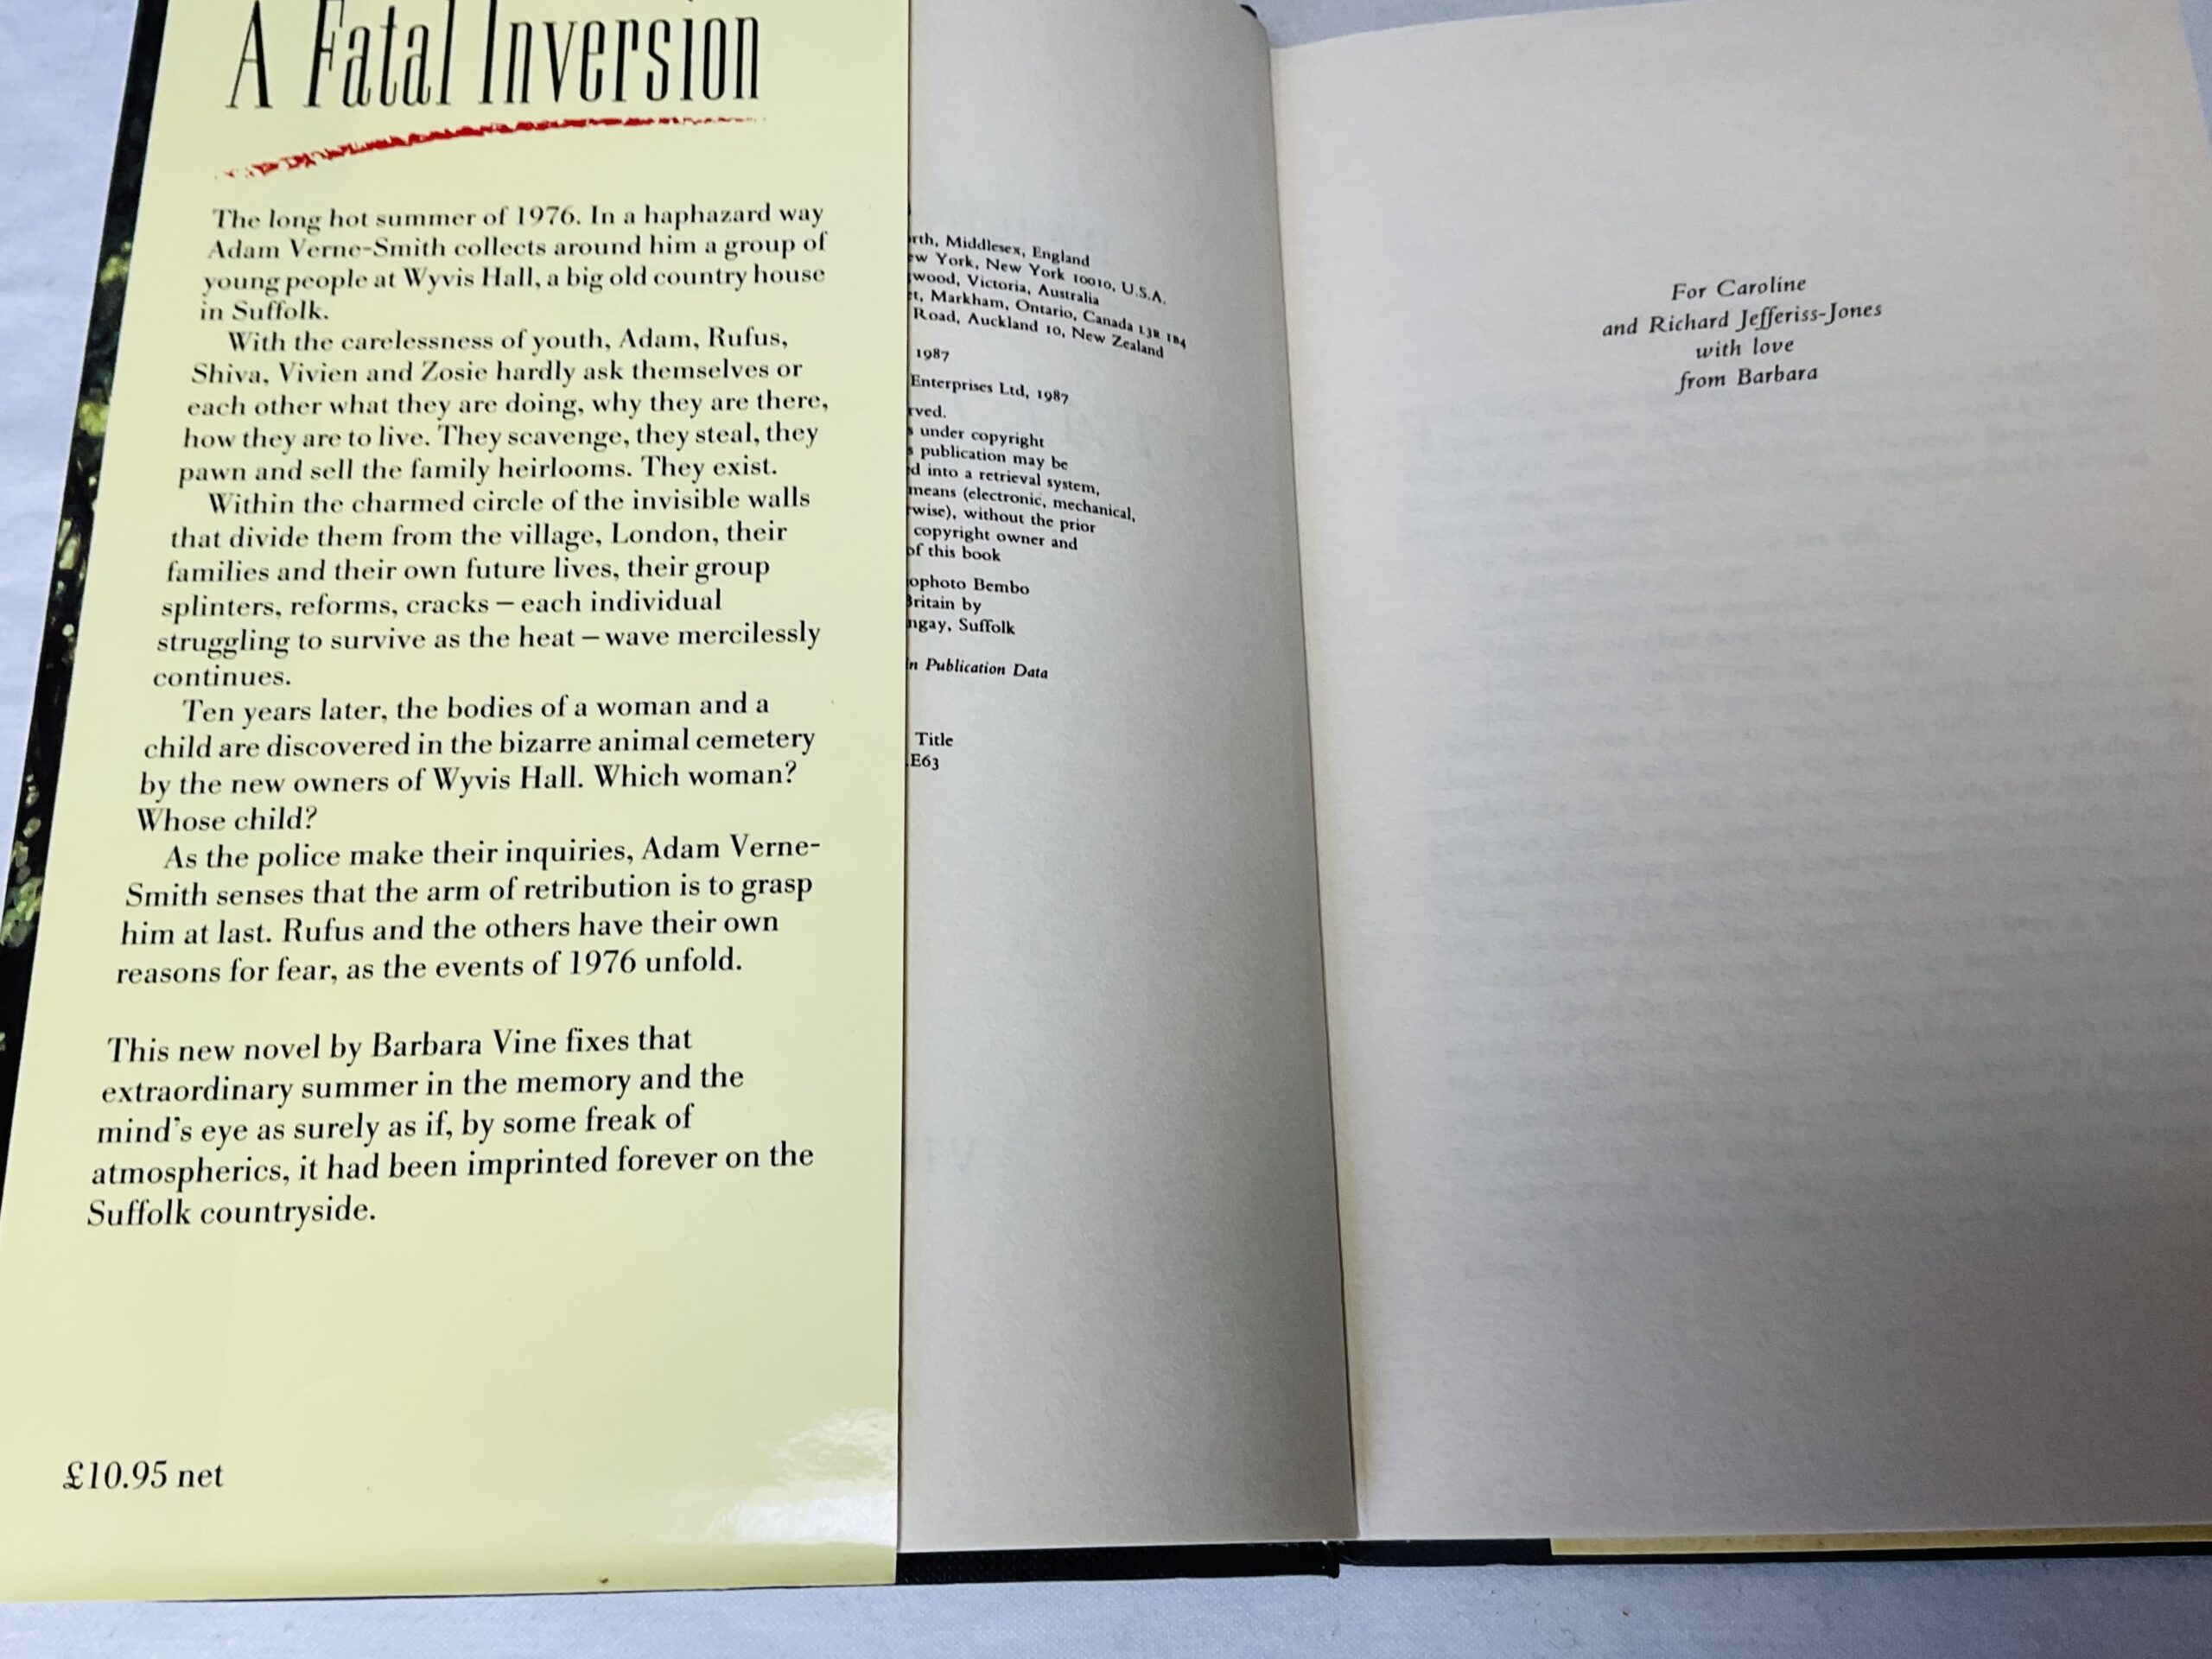 A Fatal Inversion
The long hot summer of 1976. In a haphazard way
Adam Verne-Smith collects around him a group of
young people at Wyvis Hall, a big old country house
in Suffolk.
With the carelessness of youth, Adam, Rufus,
Shiva, Vivien and Zosie hardly ask themselves or
each other what they are doing, why they are there,
how they are to live. They scavenge, they steal, they
pawn and sell the family heirlooms. They exist.
Within the charmed circle of the invisible walls
that divide them from the village, London, their
families and their own future lives, their group
splinters, reforms, cracks – each individual
struggling to survive as the heat – wave mercilessly
continues.
Ten years later, the bodies of a woman and a
child are discovered in the bizarre animal cemetery
by the new owners of Wyvis Hall. Which woman?
Whose child?
As the police make their inquiries, Adam Verne-
Smith senses that the arm of retribution is to grasp
him at last. Rufus and the others have their own
reasons for fear, as the events of 1976 unfold.
This new novel by Barbara Vine fixes that
extraordinary summer in the memory and the
mind's eye as surely as if, by some freak of
atmospherics, it had been imprinted forever on the
Suffolk countryside.
£10.95 net
rth, Middlesex, England
ew York, New York 10010, U.S.A.
wood, Victoria, Australia
et, Markham, Ontario, Canada L3R 1B4
Road, Auckland 10, New Zealand
1987
Enterprises Ltd, 1987
rved.
s under copyright
s publication may be
d into a retrieval system,
means (electronic, mechanical,
rwise), without the prior
copyright owner and
of this book
ophoto Bembo
Britain by
ngay, Suffolk
in Publication Data
Title
E63
For Caroline
and Richard Jefferiss-Jones
with love
from Barbara